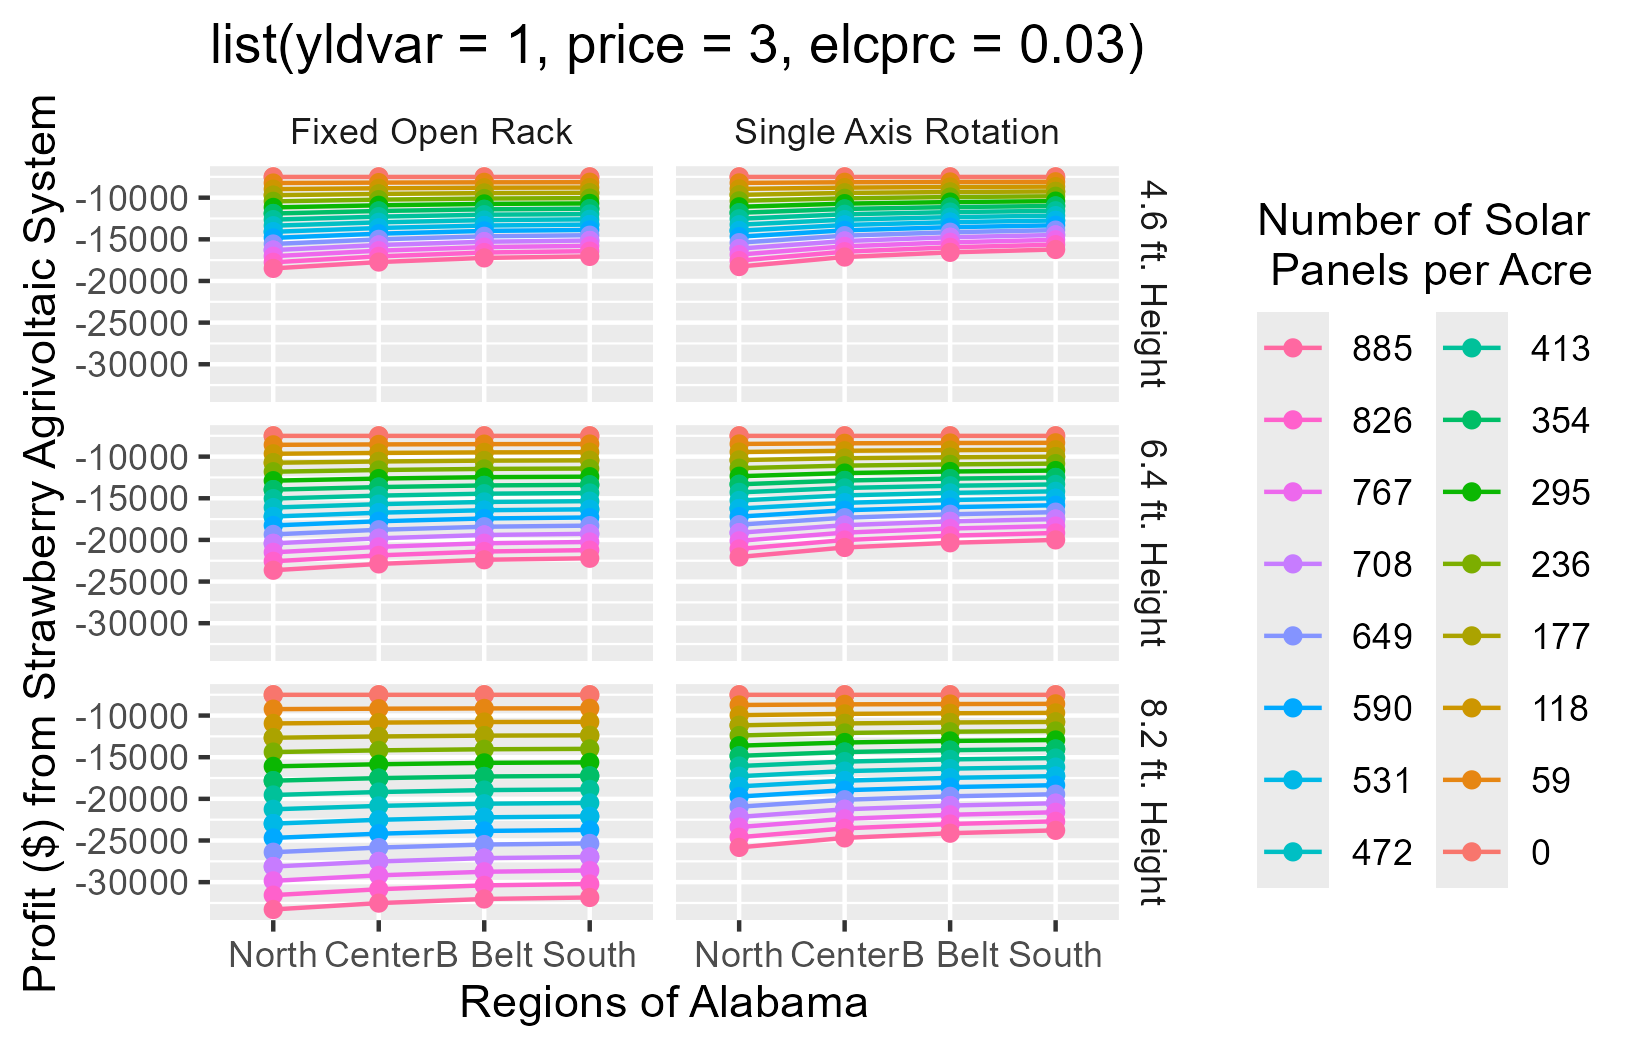 list(yldvar = 1, price = 3, elcprc = 0.03)
Profit ($) from Strawberry Agrivoltaic System
Fixed Open Rack
Single Axis Rotation
-10000
-15000
-20000
-25000
-30000
4.6 ft. Height
-10000
-15000
-20000
-25000
-30000
6.4 ft. Height
-10000
-15000
-20000
-25000
-30000
8.2 ft. Height
North Center B Belt South
North Center B Belt South
Regions of Alabama
Number of Solar
Panels per Acre
885
826
767
708
649
590
531
472
413
354
295
236
177
118
59
0